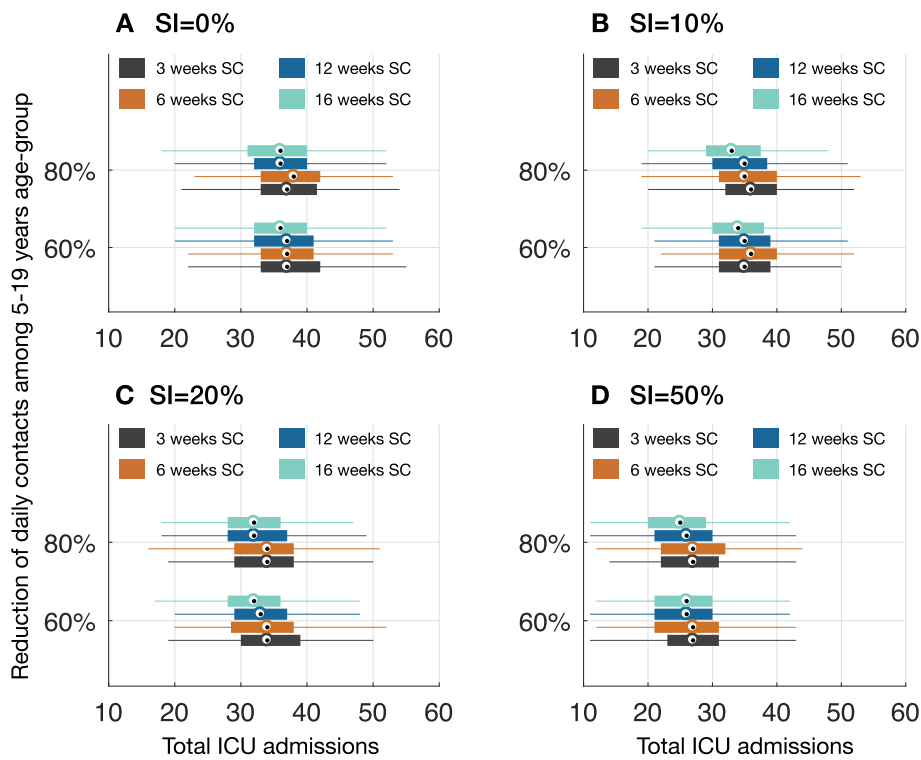 Reduction of daily contacts among 5-19 years age-group
A SI=0%
3 weeks SC 12 weeks SC
6 weeks SC 16 weeks SC
80%
60%
10 20 30 40 50 60
B SI=10%
3 weeks SC 12 weeks SC
6 weeks SC 16 weeks SC
80%
60%
10 20 30 40 50 60
C SI=20%
3 weeks SC 12 weeks SC
6 weeks SC 16 weeks SC
80%
60%
10 20 30 40 50 60
Total ICU admissions
D SI=50%
3 weeks SC 12 weeks SC
6 weeks SC 16 weeks SC
80%
60%
10 20 30 40 50 60
Total ICU admissions